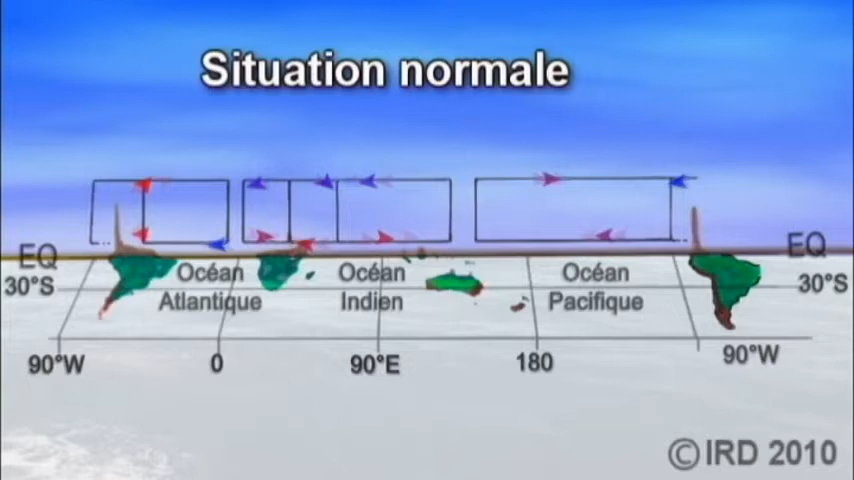 Situation normale
EQ
EQ
30°S
30°S
Océan
Atlantique
Océan
Indien
Océan
Pacifique
90°W
0
90°E
180
90°W
©IRD 2010